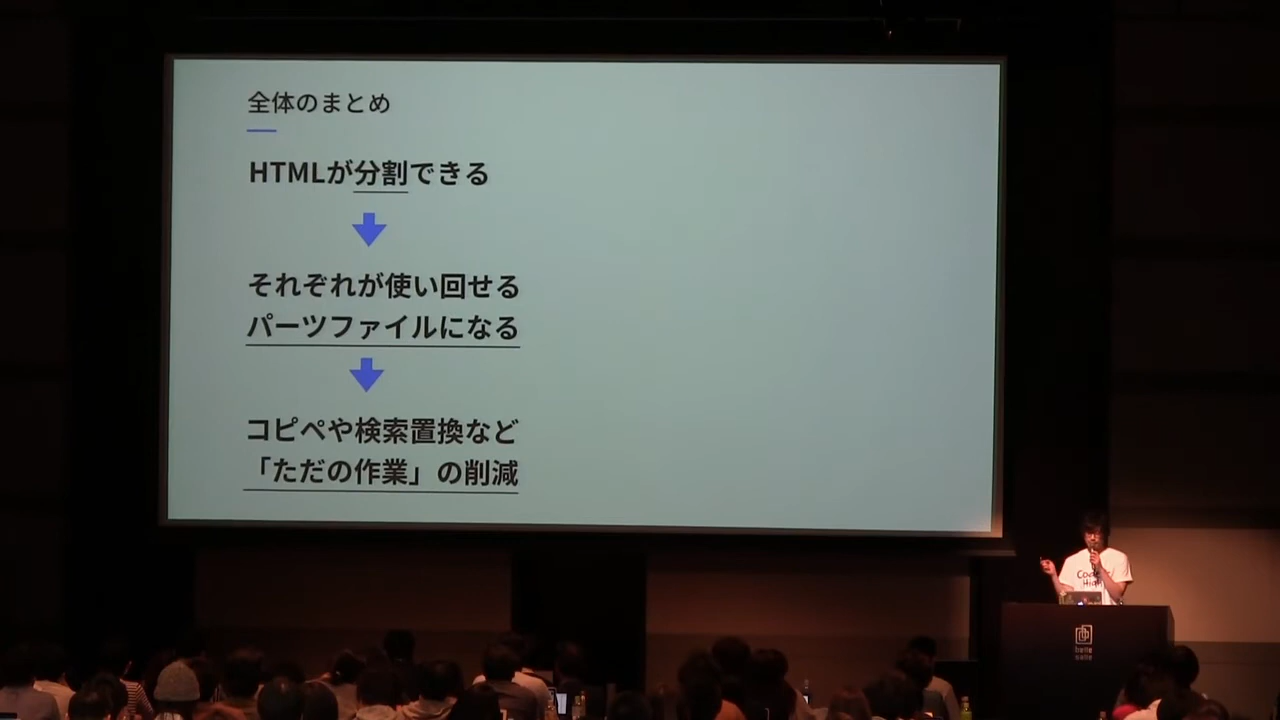 全体のまとめ
HTMLが分割できる
それぞれが使い回せる
パーツファイルになる
コピペや検索置換など
「ただの作業」の削減
belle
salle